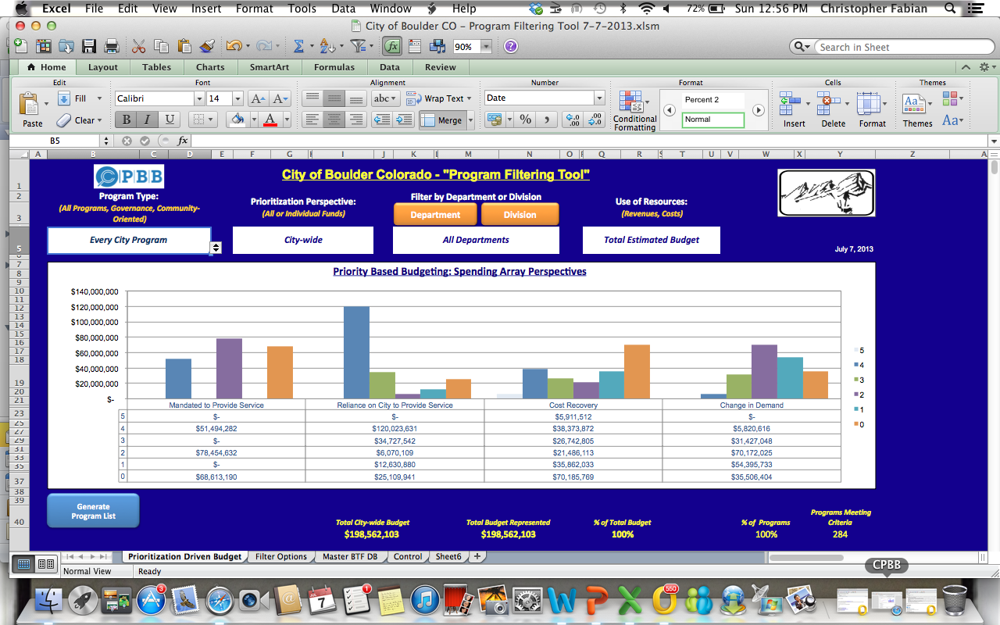 Excel File Edit View Insert Format Tools Data Window Help 72% Sun 12:56 PM Christopher Fabian
City of Boulder CO - Program Filtering Tool 7-7-2013.xlsm
90% Search in Sheet
Home Layout Tables Charts SmartArt Formulas Data Review
Edit Font Alignment Number Format Cells Themes
Fill Calibri 14 abc Wrap Text Date Percent 2
Paste Clear B I U A Merge % Conditional Formatting Normal Insert Delete Format Themes Aa
B5 fx
A B C D E F G I J K M N O Q R S T U V W X Y Z
CPBB
City of Boulder Colorado - "Program Filtering Tool"
Program Type:
(All Programs, Governance, Community-
Oriented)
Prioritization Perspective:
(All or Individual Funds)
Filter by Department or Division
Department Division
Use of Resources:
(Revenues, Costs)
Every City Program City-wide All Departments Total Estimated Budget
July 7, 2013
Priority Based Budgeting: Spending Array Perspectives
$140,000,000
$120,000,000
$100,000,000
$80,000,000
$60,000,000
$40,000,000
$20,000,000
$-
5
4
3
2
1
0
Mandated to Provide Service Reliance on City to Provide Service Cost Recovery Change in Demand
5 $- $- $5,911,512 $-
4 $51,494,282 $120,023,631 $38,373,872 $5,820,616
3 $- $34,727,542 $26,742,805 $31,427,048
2 $78,454,632 $6,070,109 $21,486,113 $70,172,025
1 $- $12,630,880 $35,862,033 $54,395,733
0 $68,613,190 $25,109,941 $70,185,769 $35,506,404
Generate
Program List
Total City-wide Budget Total Budget Represented % of Total Budget % of Programs Programs Meeting
Criteria
$198,562,103 $198,562,103 100% 100% 284
Prioritization Driven Budget Filter Options Master BTF DB Control Sheet6 +
Normal View Ready
CPBB
3 JUL 7 1 550